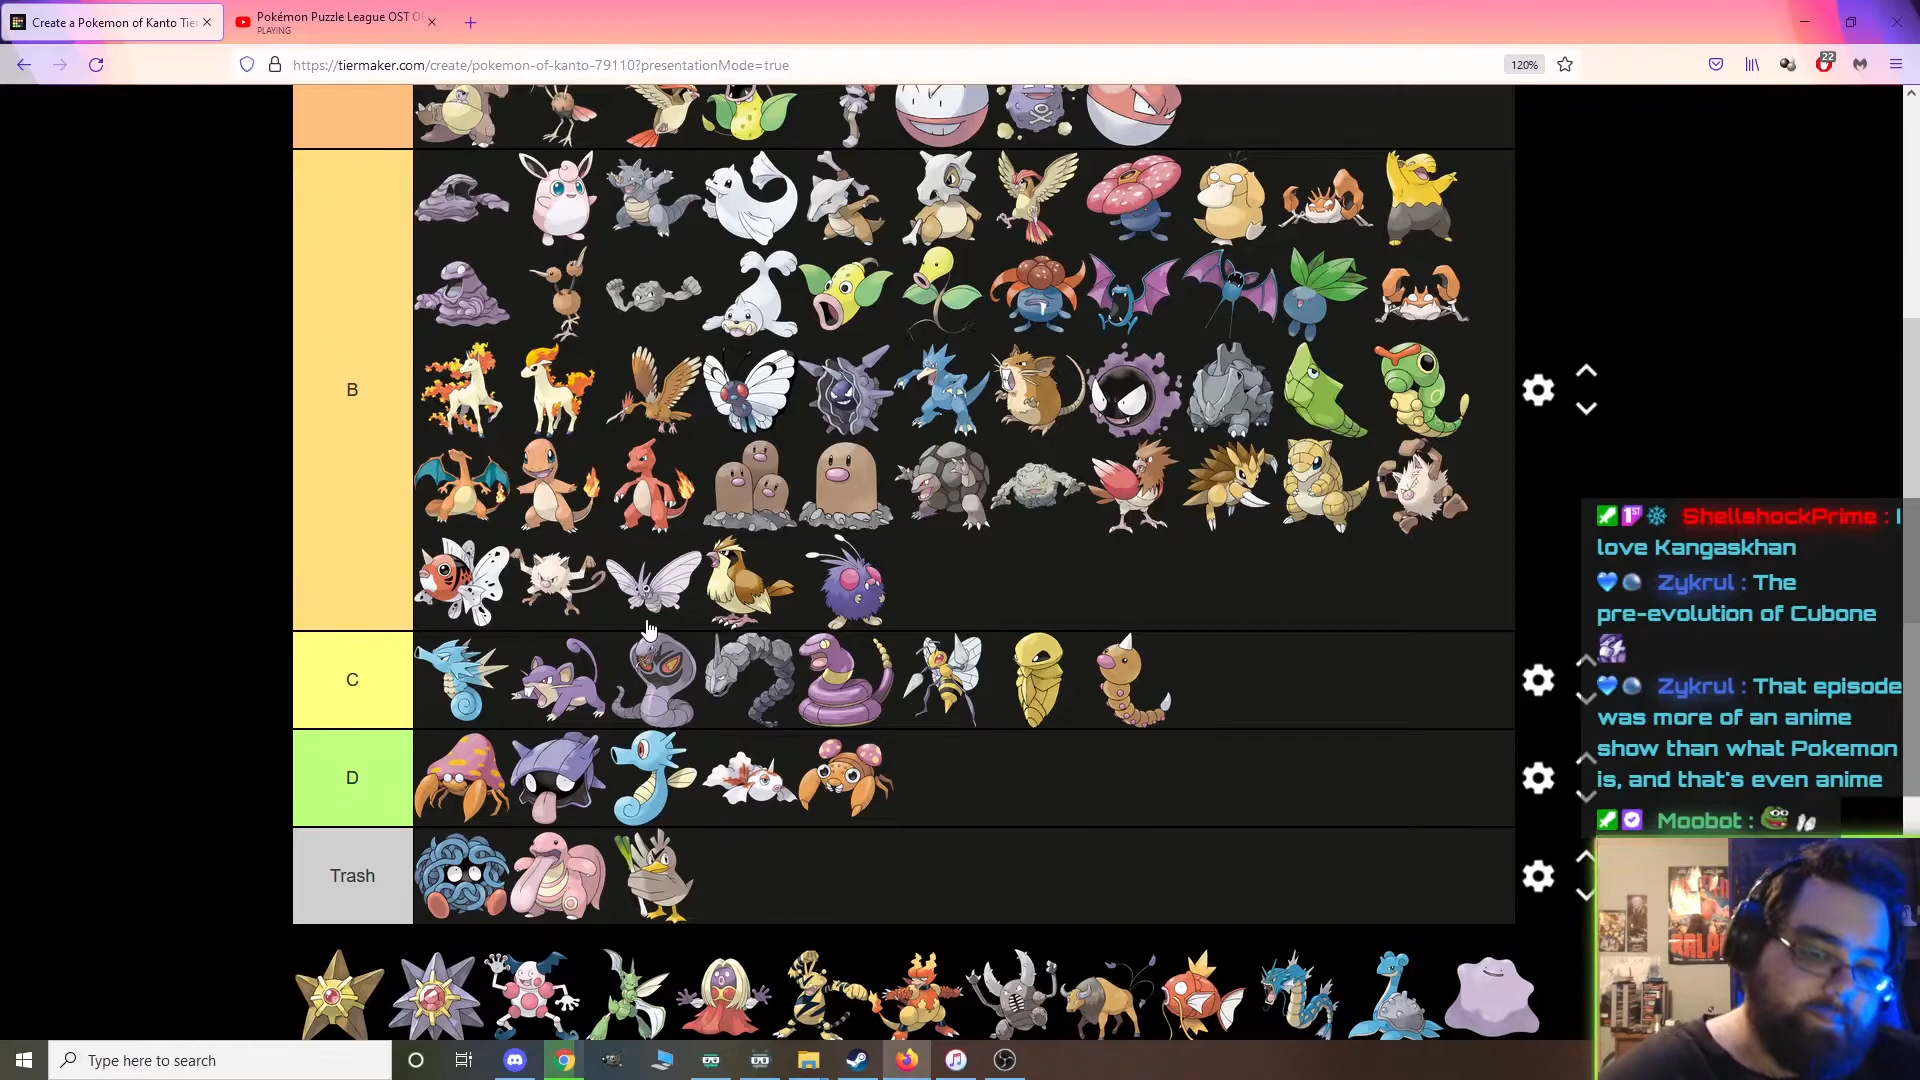 Create a Pokemon of Kanto Tie
Pokémon Puzzle League OST O
PLAYING
https://tiermaker.com/create/pokemon-of-kanto-79110?presentationMode=true
120%
22
B
C
D
Trash
ShellshockPrime : I
love Kangaskhan
Zykrul : The
pre-evolution of Cubone
Zykrul : That episode
was more of an anime
show than what Pokemon
is, and that's even anime
Moobot :
RALP
Type here to search